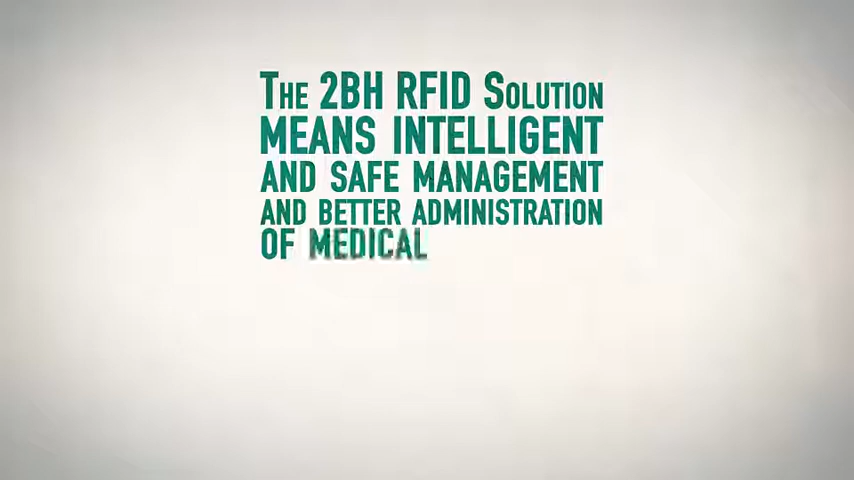 The 2BH RFID Solution
MEANS INTELLIGENT
AND SAFE MANAGEMENT
AND BETTER ADMINISTRATION
OF MEDICAL